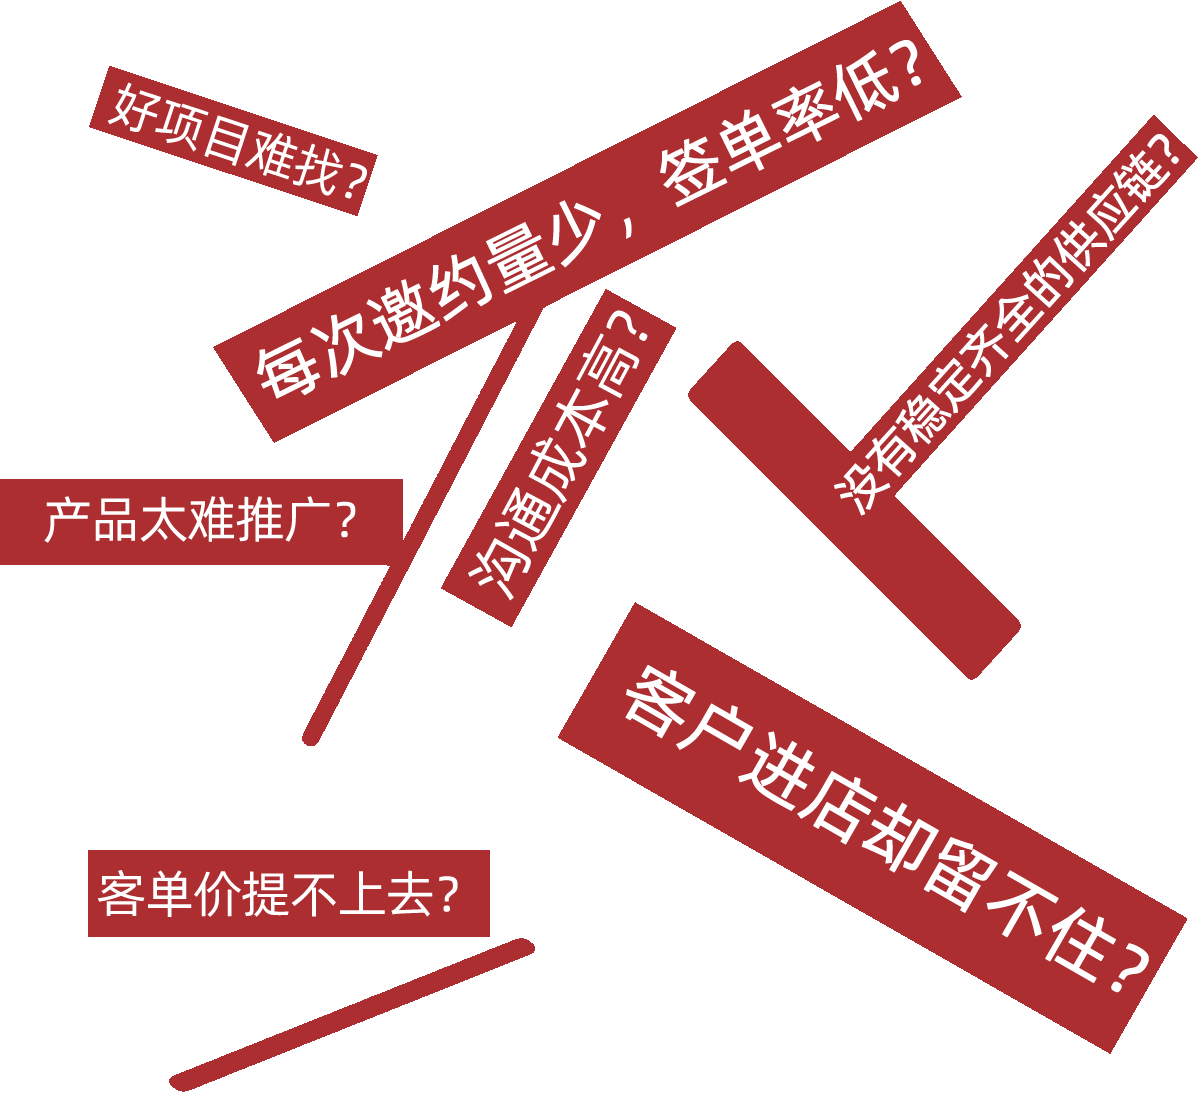 好项目难找？
每次邀约量少，签单率低？
没有稳定齐全的供应链？
沟通成本高？
产品太难推广？
客户进店却留不住？
客单价提不上去？